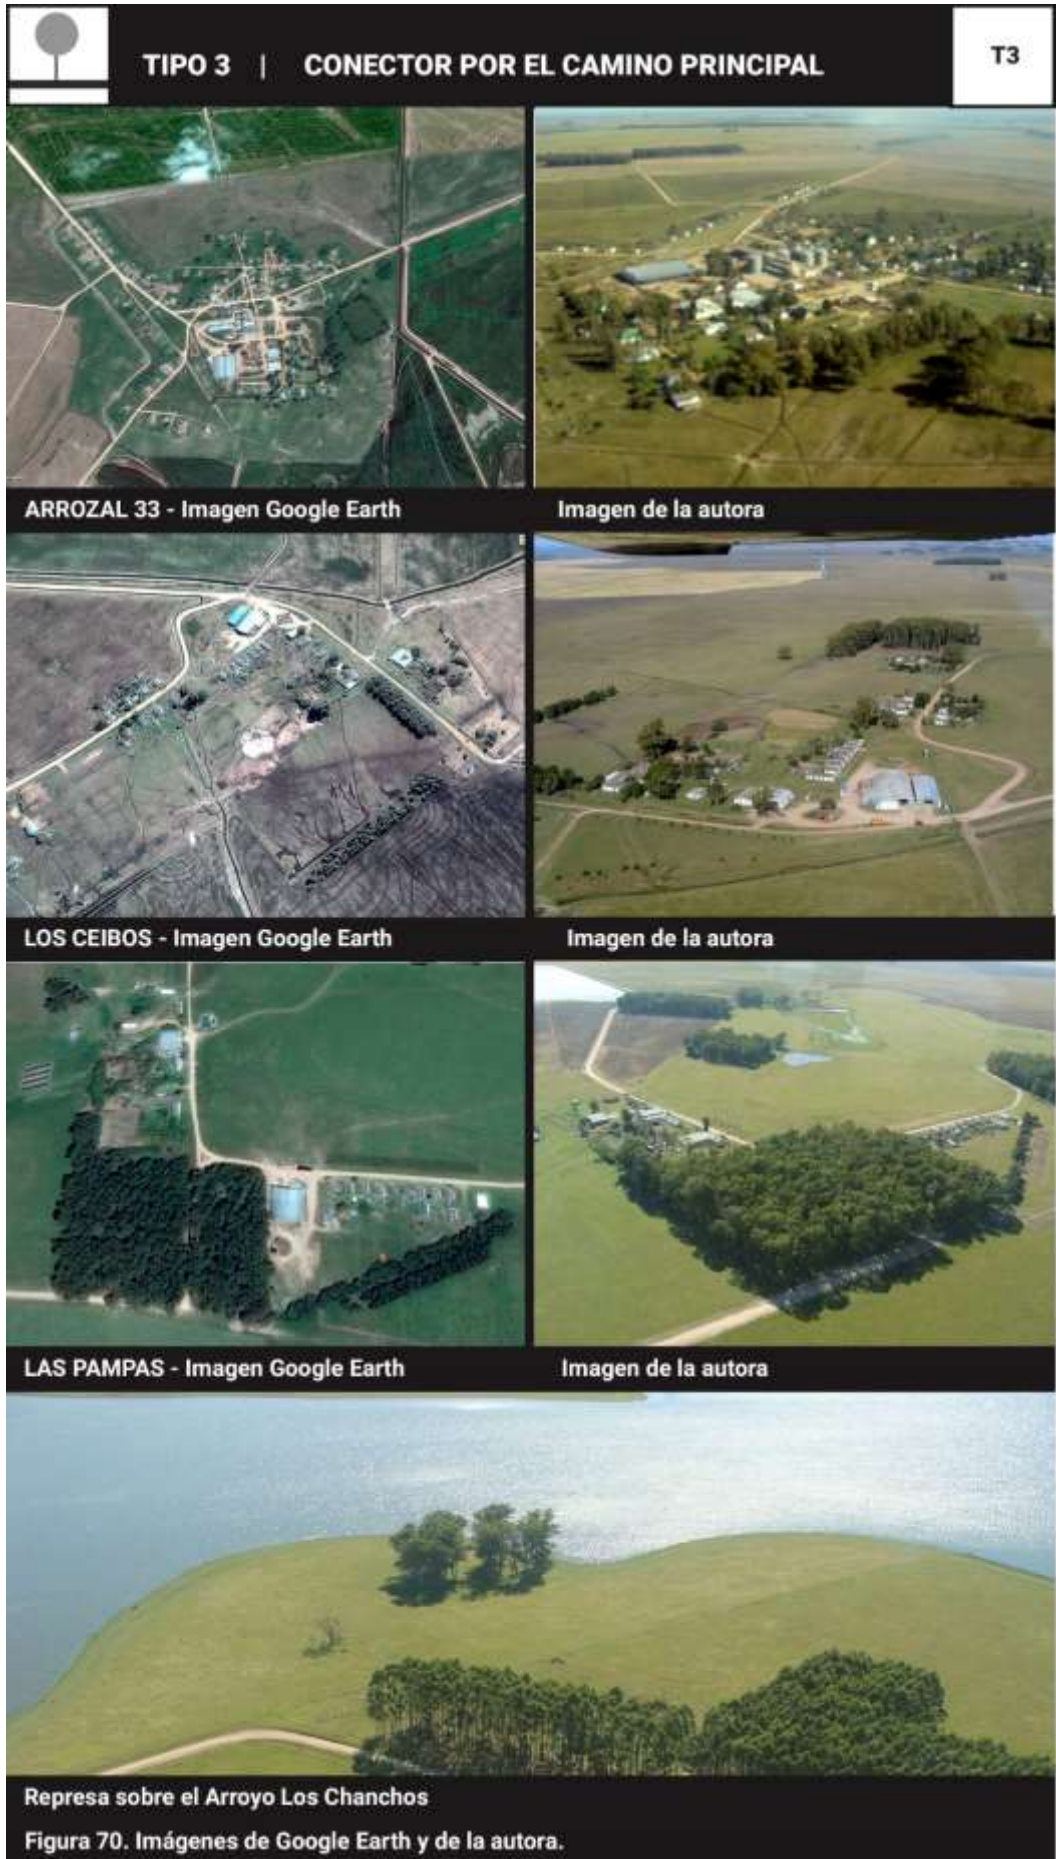 TIPO 3 | CONECTOR POR EL CAMINO PRINCIPAL
T3
ARROZAL 33 - Imagen Google Earth
Imagen de la autora
LOS CEIBOS - Imagen Google Earth
Imagen de la autora
LAS PAMPAS - Imagen Google Earth
Imagen de la autora
Represa sobre el Arroyo Los Chanchos
Figura 70. Imágenes de Google Earth y de la autora.